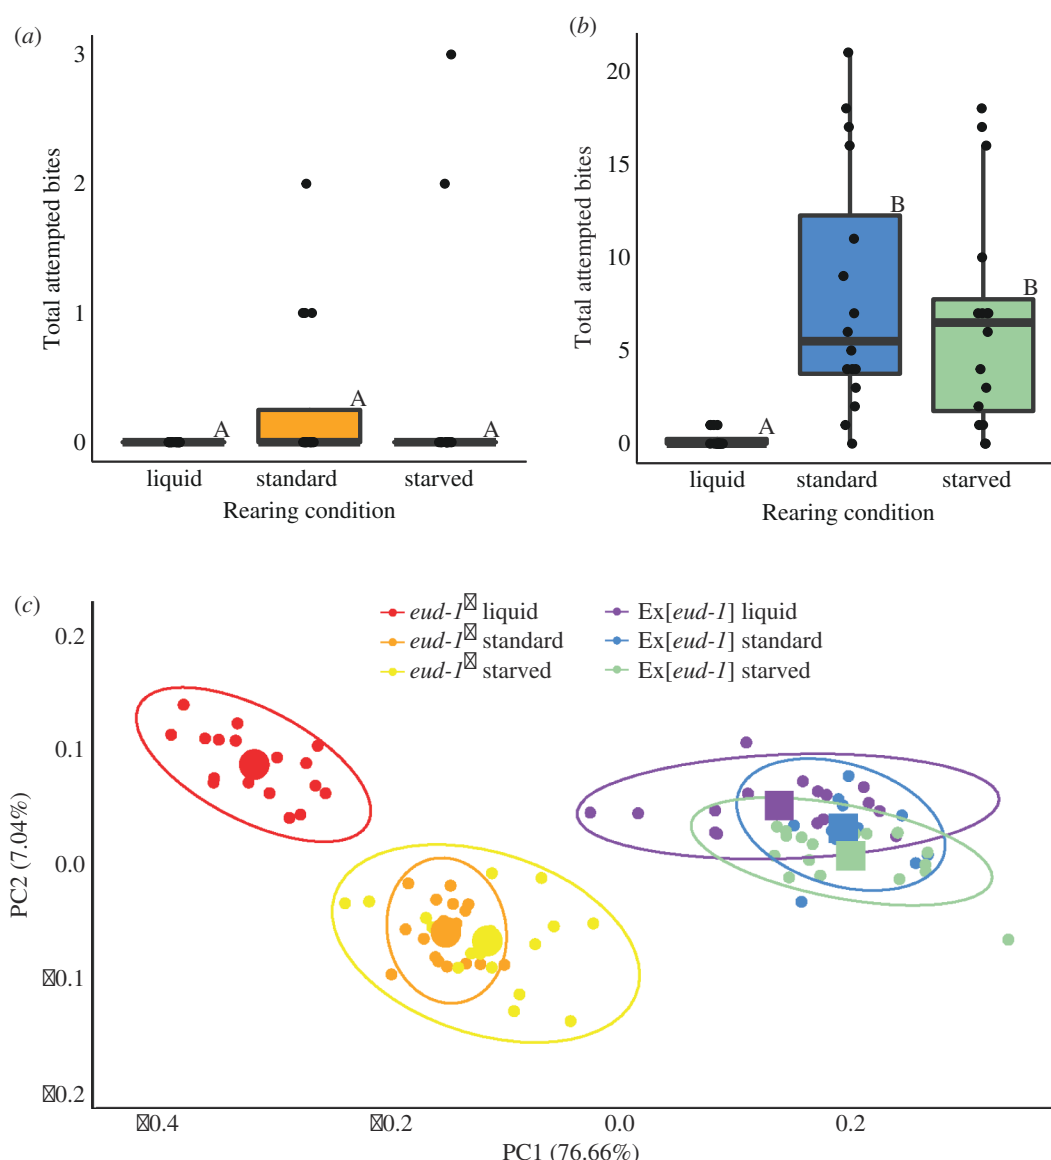 (a)
3
2
1
0
Total attempted bites
A
A
A
liquid
standard
starved
Rearing condition
(b)
20
15
10
5
0
Total attempted bites
A
B
B
liquid
standard
starved
Rearing condition
(c)
eud-1 liquid
eud-1 standard
eud-1 starved
Ex[eud-1] liquid
Ex[eud-1] standard
Ex[eud-1] starved
0.2
0.1
0.0
0.1
0.2
PC2 (7.04%)
0.4
0.2
0.0
0.2
PC1 (76.66%)